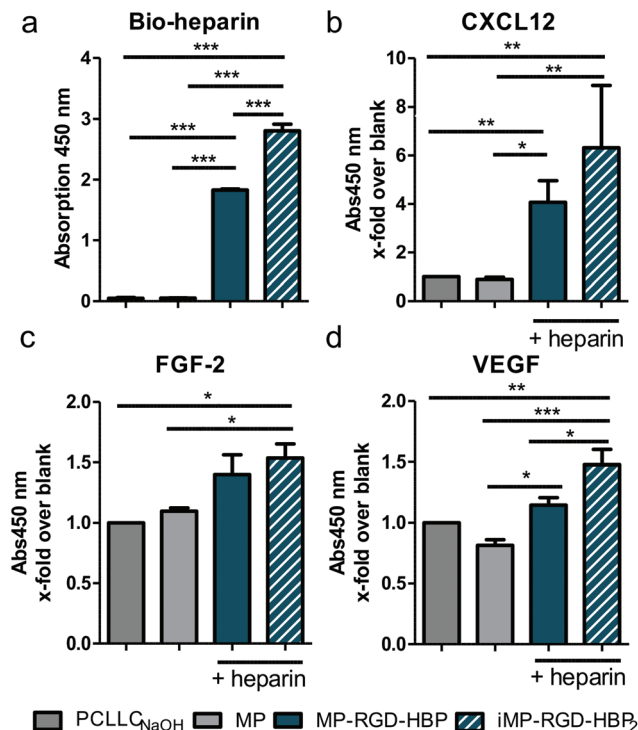 a
Bio-heparin
***
***
***
***
***
Absorption 450 nm
4
3
2
1
0
b
CXCL12
**
**
**
*
Abs450 nm
x-fold over blank
10
8
6
4
2
0
+ heparin
c
FGF-2
*
*
Abs450 nm
x-fold over blank
2.0
1.5
1.0
0.5
0.0
+ heparin
d
VEGF
**
***
*
*
Abs450 nm
x-fold over blank
2.0
1.5
1.0
0.5
0.0
+ heparin
PCLLC_NaOH MP MP-RGD-HBP iMP-RGD-HBP₂